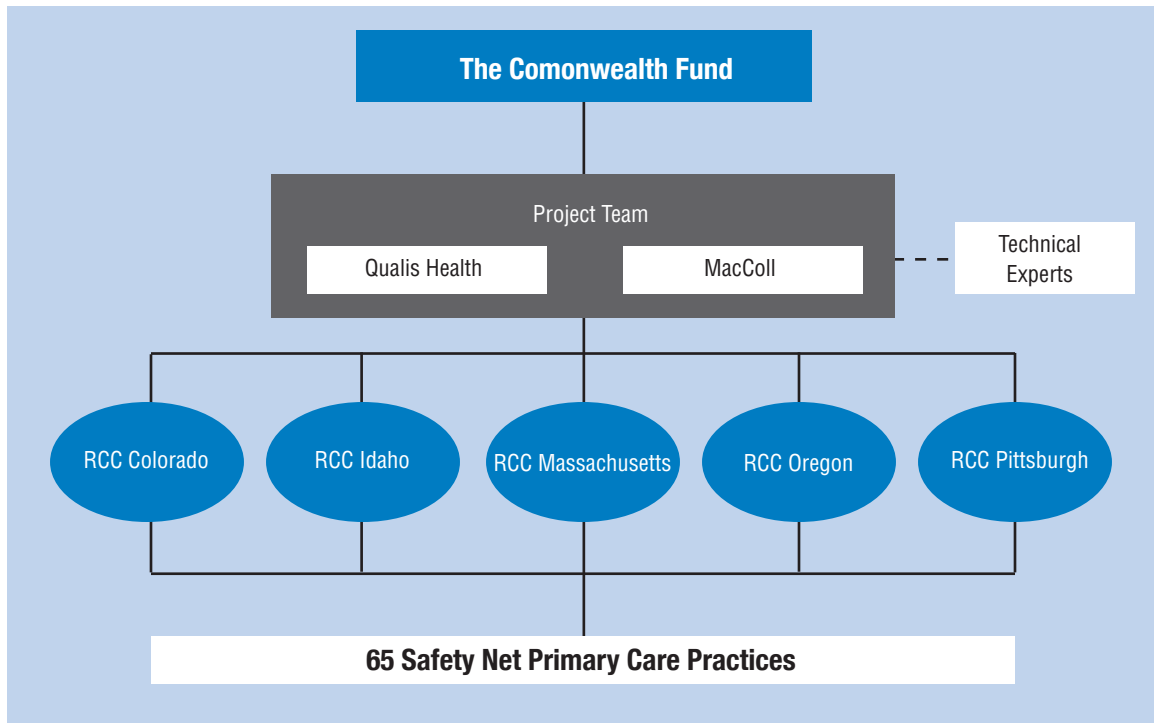 The Comonwealth Fund
Project Team
Qualis Health
MacColl
Technical
Experts
RCC Colorado
RCC Idaho
RCC Massachusetts
RCC Oregon
RCC Pittsburgh
65 Safety Net Primary Care Practices